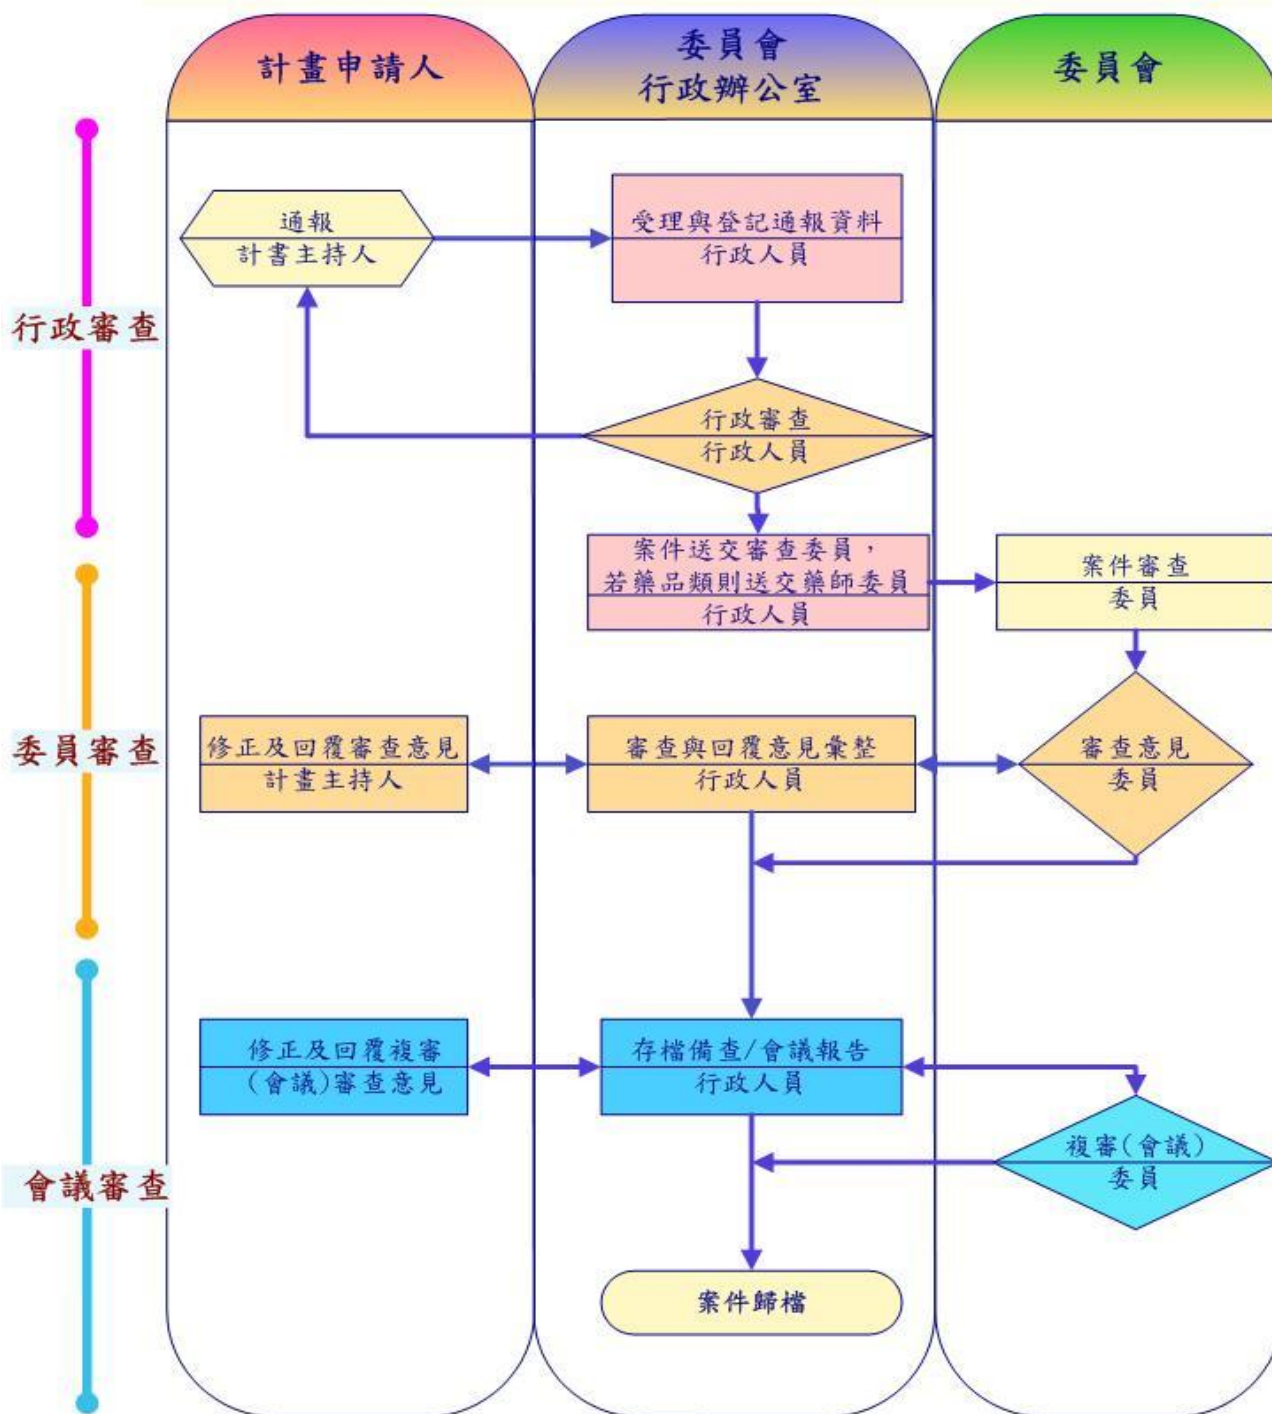 計畫申請人
委員會
行政辦公室
委員會
行政審查
通報
計書主持人
受理與登記通報資料
行政人員
行政審查
行政人員
案件送交審查委員，
若藥品類則送交藥師委員
行政人員
案件審查
委員
委員審查
修正及回覆審查意見
計畫主持人
審查與回覆意見彙整
行政人員
審查意見
委員
會議審查
修正及回覆複審
(會議)審查意見
存檔備查/會議報告
行政人員
複審(會議)
委員
案件歸檔